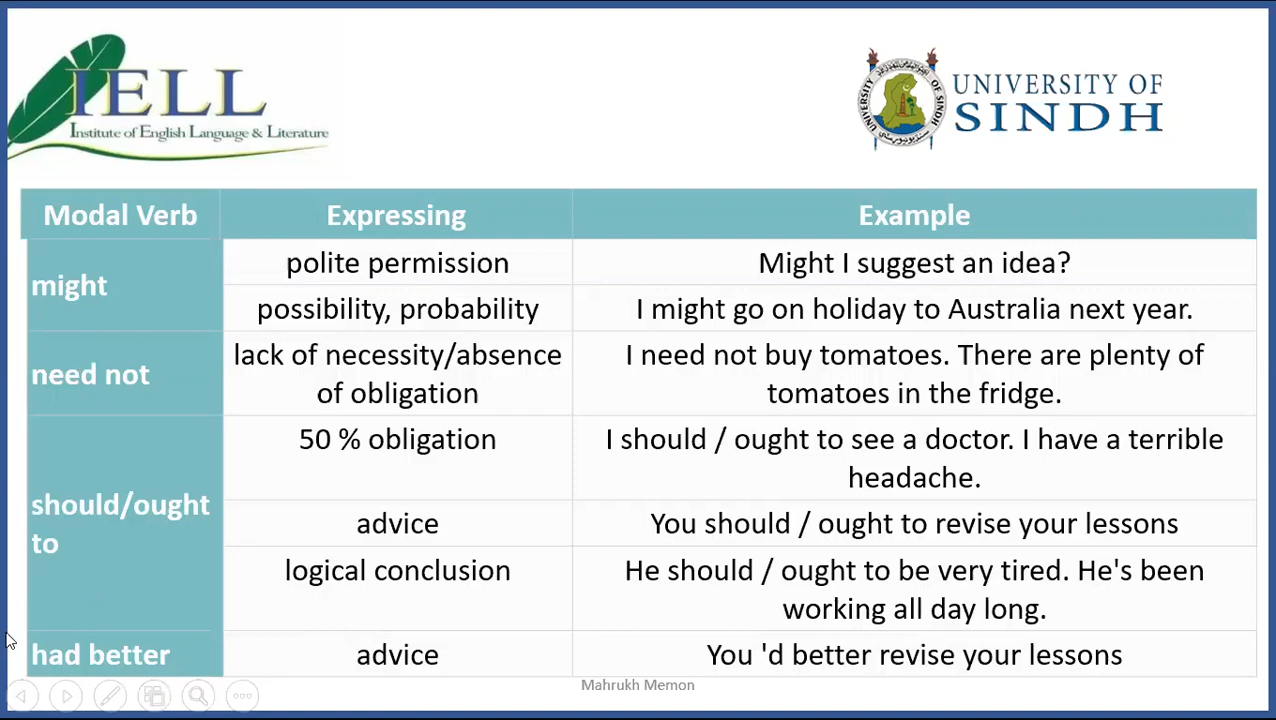 IELL
Institute of English Language & Literature
UNIVERSITY OF SINDH
UNIVERSITY OF
SINDH
Modal Verb Expressing Example
might
polite permission Might I suggest an idea?
possibility, probability I might go on holiday to Australia next year.
need not
lack of necessity/absence
of obligation
I need not buy tomatoes. There are plenty of
tomatoes in the fridge.
should/ought
to
50 % obligation
I should / ought to see a doctor. I have a terrible
headache.
advice You should / ought to revise your lessons
logical conclusion
He should / ought to be very tired. He's been
working all day long.
had better advice You 'd better revise your lessons
Mahrukh Memon